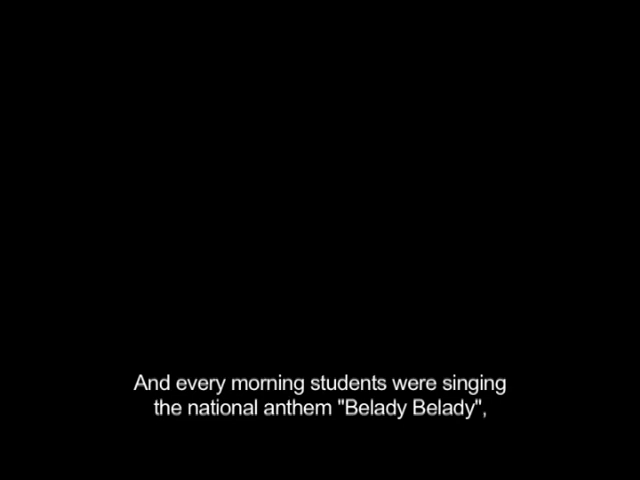 And every morning students were singing
the national anthem "Belady Belady",